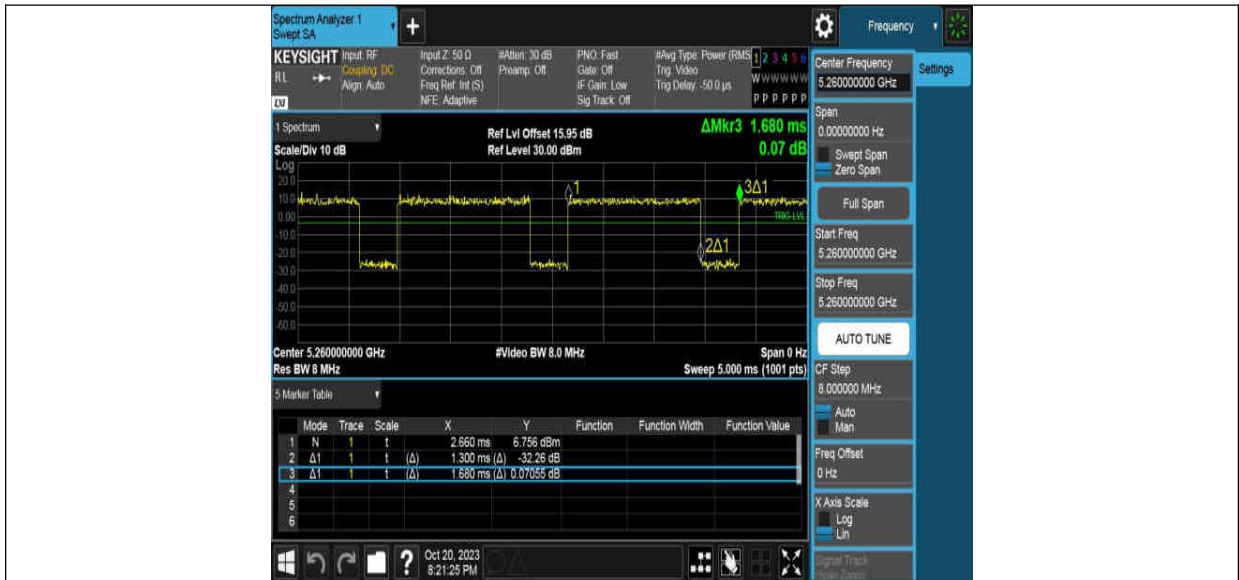 Spectrum Analyzer 1
Swept SA
+
Frequency
KEYSIGHT
RL
LXI
Input: RF
Coupling: DC
Align: Auto
Input Z: 50 Ω
Corrections: Off
Freq Ref: Int (S)
NFE: Adaptive
#Atten: 30 dB
Preamp: Off
PNO: Fast
Gate: Off
IF Gain: Low
Sig Track: Off
#Avg Type: Power (RMS
Trig: Video
Trig Delay: -50.0 µs
1 2 3 4 5 6
W W W W W W
P P P P P P
1 Spectrum
Scale/Div 10 dB
Log
Ref Lvl Offset 15.95 dB
Ref Level 30.00 dBm
ΔMkr3 1.680 ms
0.07 dB
20.0
10.0
0.00
-10.0
-20.0
-30.0
-40.0
-50.0
-60.0
1
3Δ1
TRIG LVL
2Δ1
Center 5.260000000 GHz
#Video BW 8.0 MHz
Span 0 Hz
Res BW 8 MHz
Sweep 5.000 ms (1001 pts)
5 Marker Table
Mode Trace Scale X Y Function Function Width Function Value
1 N 1 t 2.660 ms 6.756 dBm
2 Δ1 1 t (Δ) 1.300 ms (Δ) -32.26 dB
3 Δ1 1 t (Δ) 1.680 ms (Δ) 0.07055 dB
4
5
6
?
Oct 20, 2023
8:21:25 PM
Center Frequency
5.260000000 GHz
Settings
Span
0.00000000 Hz
Swept Span
Zero Span
Full Span
Start Freq
5.260000000 GHz
Stop Freq
5.260000000 GHz
AUTO TUNE
CF Step
8.000000 MHz
Auto
Man
Freq Offset
0 Hz
X Axis Scale
Log
Lin
Signal Track
(Span Zoom)